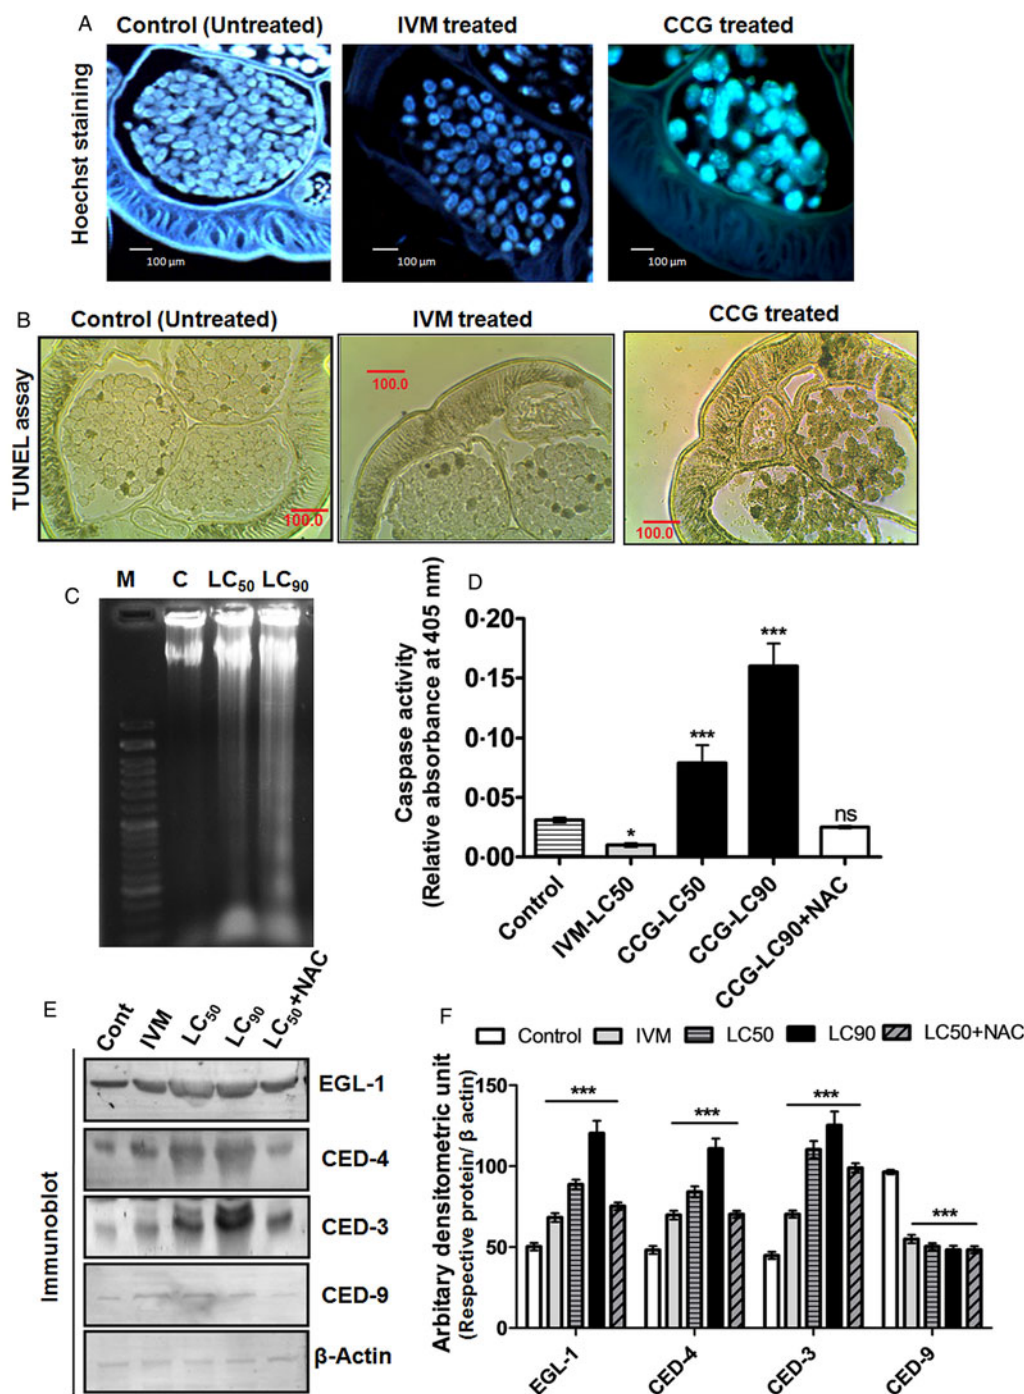 A
Control (Untreated) IVM treated CCG treated
Hoechst staining
100 µm 100 µm 100 µm
B
Control (Untreated) IVM treated CCG treated
TUNEL assay
100.0 100.0 100.0
C
M C LC50 LC90
D
Caspase activity
(Relative absorbance at 405 nm)
0·20
0·15
0·10
0·05
0·00
* *** *** ns
Control IVM-LC50 CCG-LC50 CCG-LC90 CCG-LC90+NAC
E
Cont IVM LC50 LC90 LC50+NAC
Immunoblot
EGL-1
CED-4
CED-3
CED-9
β-Actin
F
Control IVM LC50 LC90 LC50+NAC
Arbitary densitometric unit
(Respective protein/ β actin)
150
100
50
0
*** *** *** ***
EGL-1 CED-4 CED-3 CED-9